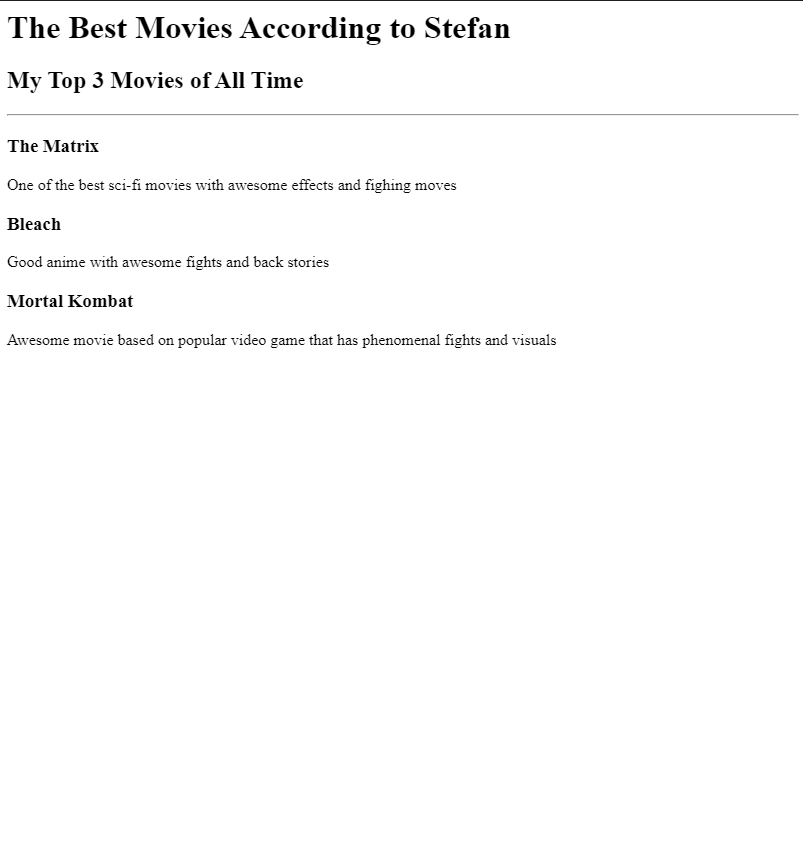 The Best Movies According to Stefan
My Top 3 Movies of All Time
The Matrix
One of the best sci-fi movies with awesome effects and fighing moves
Bleach
Good anime with awesome fights and back stories
Mortal Kombat
Awesome movie based on popular video game that has phenomenal fights and visuals